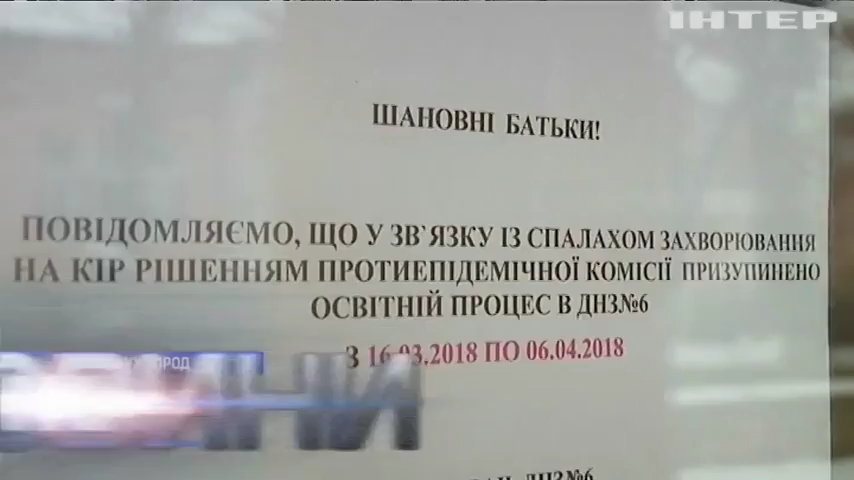 ІНТЕР
ШАНОВНІ БАТЬКИ!
ПОВІДОМЛЯЄМО, ЩО У ЗВ`ЯЗКУ ІЗ СПАЛАХОМ ЗАХВОРЮВАННЯ
НА КІР РІШЕННЯМ ПРОТИЕПІДЕМІЧНОЇ КОМІСІЇ ПРИЗУПИНЕНО
ОСВІТНІЙ ПРОЦЕС В ДНЗ№6
З 16.03.2018 ПО 06.04.2018
ДНЗ№6